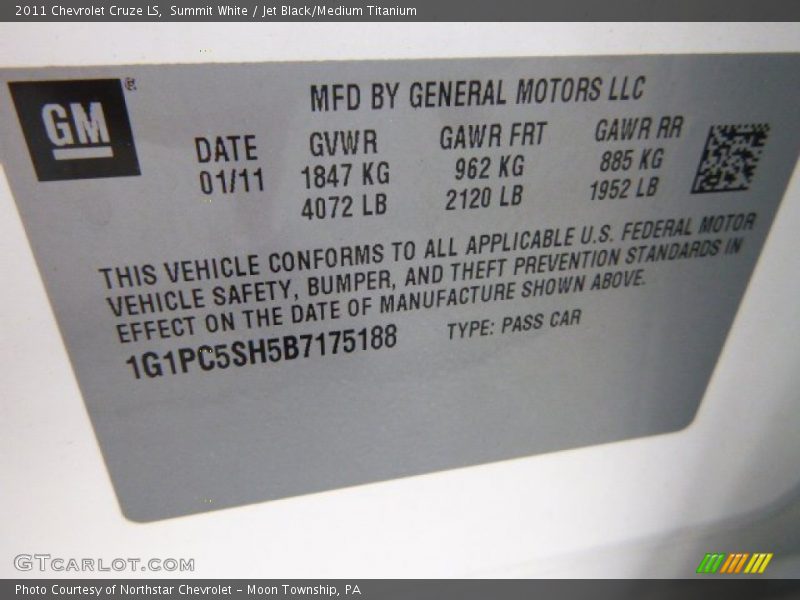 2011 Chevrolet Cruze LS,  Summit White / Jet Black/Medium Titanium
GM ®
MFD BY GENERAL MOTORS LLC
DATE GVWR GAWR FRT GAWR RR
01/11 1847 KG 962 KG 885 KG
4072 LB 2120 LB 1952 LB
THIS VEHICLE CONFORMS TO ALL APPLICABLE U.S. FEDERAL MOTOR
VEHICLE SAFETY, BUMPER, AND THEFT PREVENTION STANDARDS IN
EFFECT ON THE DATE OF MANUFACTURE SHOWN ABOVE.
1G1PC5SH5B7175188 TYPE: PASS CAR
GTCARLOT.COM
Photo Courtesy of Northstar Chevrolet - Moon Township, PA